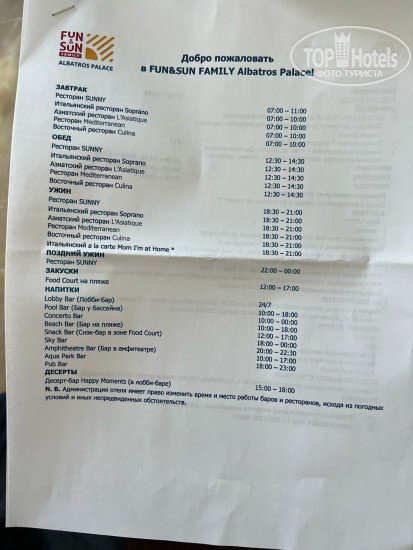 FUN & SUN
FAMILY
ALBATROS PALACE
TopHotels
ФОТО ТУРИСТА
Добро пожаловать
в FUN&SUN FAMILY Albatros Palace!
ЗАВТРАК
Ресторан SUNNY 07:00 – 11:00
Итальянский ресторан Soprano 07:00 – 10:00
Азиатский ресторан L'Asiatique 07:00 – 10:00
Ресторан Mediterranean 07:00 – 10:00
Восточный ресторан Culina 07:00 – 10:00
ОБЕД
Ресторан SUNNY 12:30 – 14:30
Итальянский ресторан Soprano 12:30 – 14:30
Азиатский ресторан L'Asiatique 12:30 – 14:30
Ресторан Mediterranean 12:30 – 14:30
Восточный ресторан Culina 12:30 – 14:30
УЖИН
Ресторан SUNNY 18:30 – 21:00
Итальянский ресторан Soprano 18:30 – 21:00
Азиатский ресторан L'Asiatique 18:30 – 21:00
Ресторан Mediterranean 18:30 – 21:00
Восточный ресторан Culina 18:30 – 21:00
Итальянский a la carte Mom I'm at Home * 18:30 – 21:00
ПОЗДНИЙ УЖИН
Ресторан SUNNY 22:00 – 00:00
ЗАКУСКИ
Food Court на пляже 12:00 – 17:00
НАПИТКИ
Lobby Bar (Лобби-бар) 24/7
Pool Bar (Бар у бассейна) 10:00 – 18:00
Concerto Bar 10:00 – 00:00
Beach Bar (Бар на пляже) 10:00 – 18:00
Snack Bar (Снэк-бар в зоне Food Court) 12:00 – 17:00
Sky Bar 18:00 – 00:00
Amphitheatre Bar (Бар в амфитеатре) 20:00 – 22:30
Aqua Park Bar 10:00 – 17:00
Pub Bar 18:00 – 23:00
ДЕСЕРТЫ
Десерт-бар Happy Moments (в лобби-баре) 15:00 – 18:00
N. B. Администрация отеля имеет право изменить время и место работы баров и ресторанов, исходя из погодных
условий и иных непредвиденных обстоятельств.